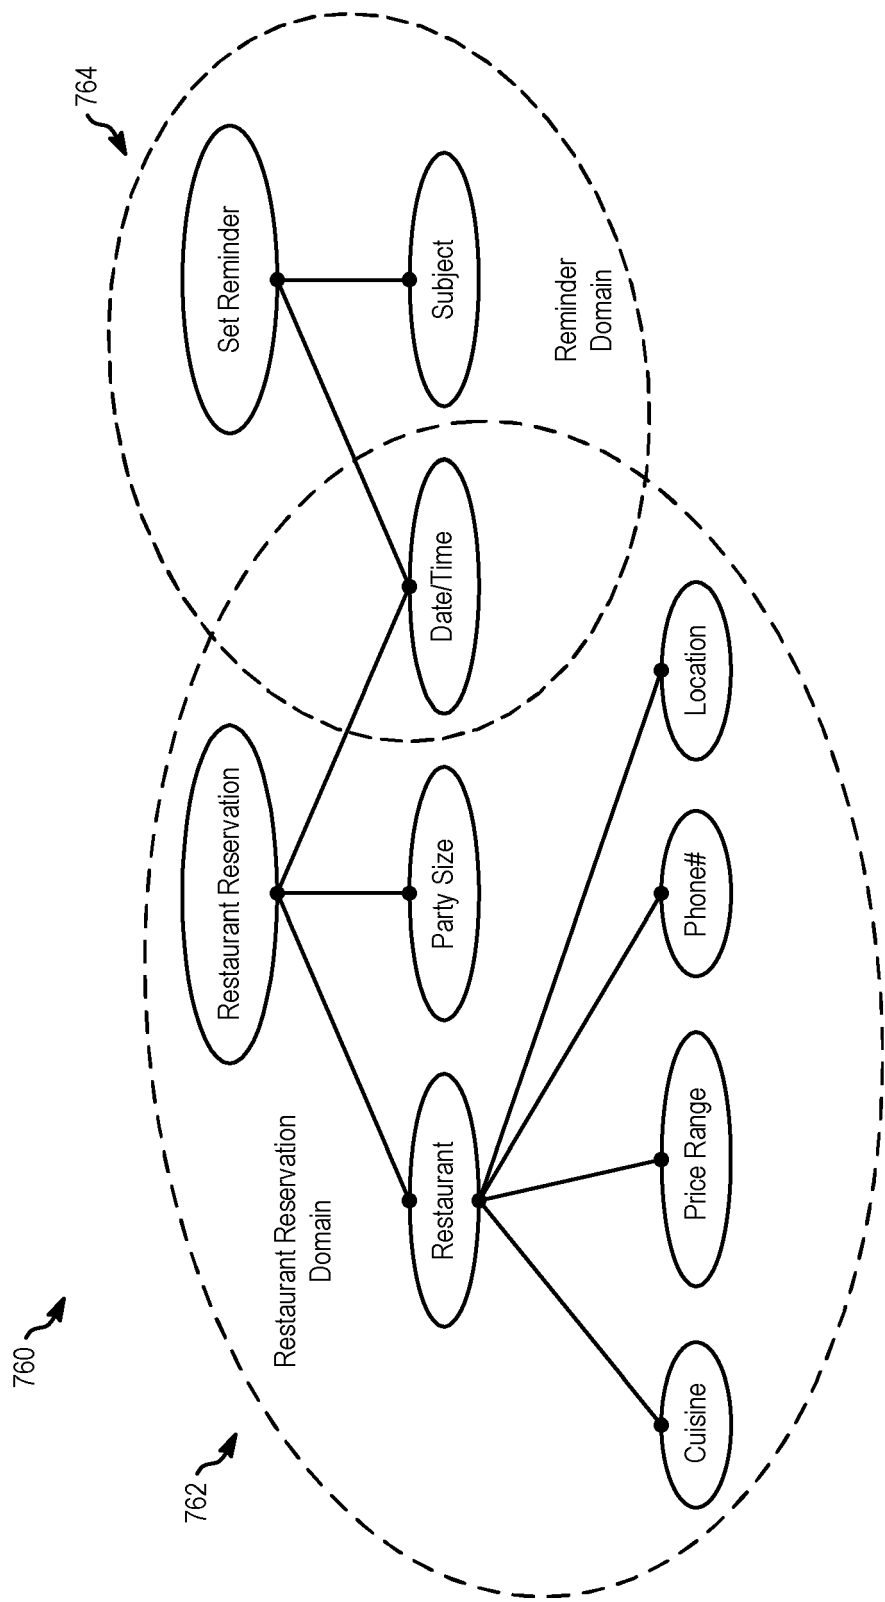 760
762
764
Restaurant Reservation
Domain
Restaurant Reservation
Set Reminder
Restaurant
Party Size
Date/Time
Subject
Reminder
Domain
Cuisine
Price Range
Phone#
Location